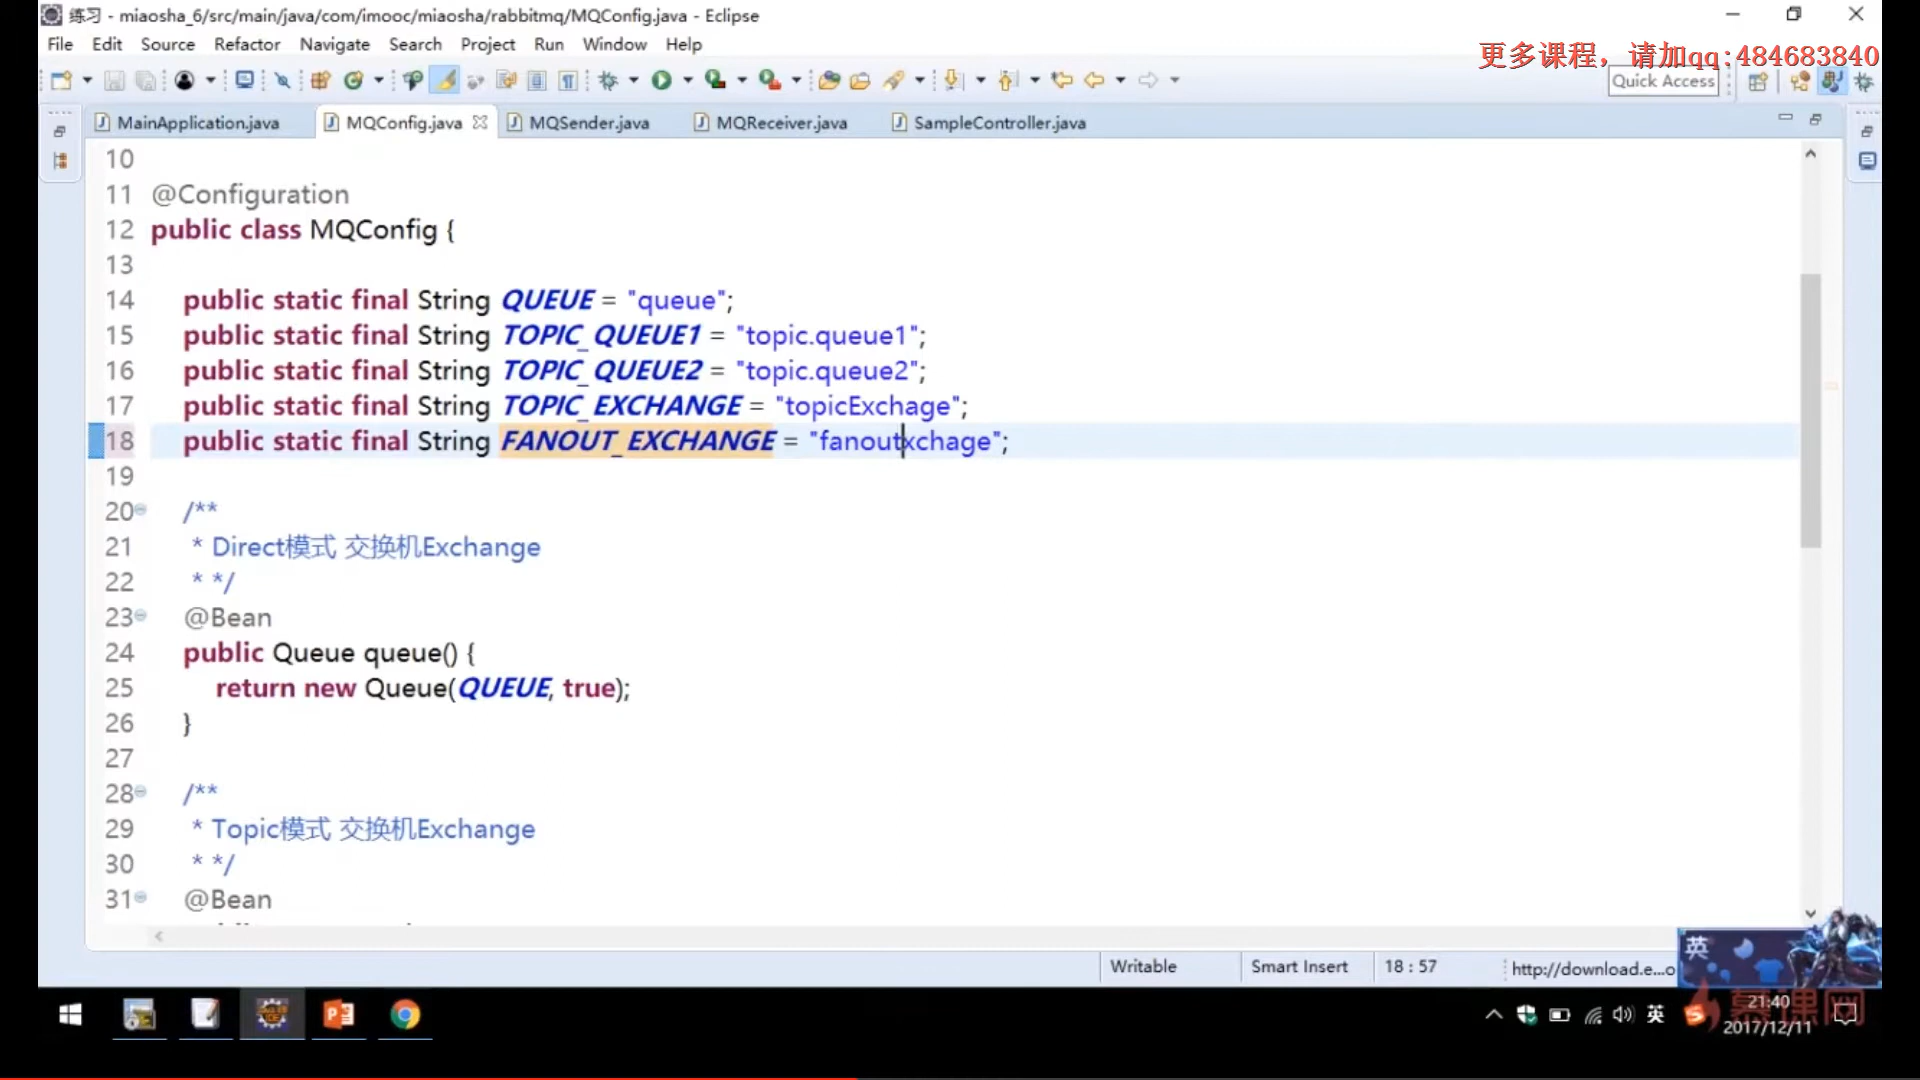 练习 - miaosha_6/src/main/java/com/imooc/miaosha/rabbitmq/MQConfig.java - Eclipse
File Edit Source Refactor Navigate Search Project Run Window Help
更多课程，请加qq:484683840
Quick Access
MainApplication.java MQConfig.java MQSender.java MQReceiver.java SampleController.java
10
11 @Configuration
12 public class MQConfig {
13
14 public static final String QUEUE = "queue";
15 public static final String TOPIC_QUEUE1 = "topic.queue1";
16 public static final String TOPIC_QUEUE2 = "topic.queue2";
17 public static final String TOPIC_EXCHANGE = "topicExchage";
18 public static final String FANOUT_EXCHANGE = "fanoutxchage";
19
20 /**
21 * Direct模式 交换机Exchange
22 * */
23 @Bean
24 public Queue queue() {
25 return new Queue(QUEUE, true);
26 }
27
28 /**
29 * Topic模式 交换机Exchange
30 * */
31 @Bean
Writable Smart Insert 18 : 57 http://download.e...o
英
英
21:40
2017/12/11
慕课网